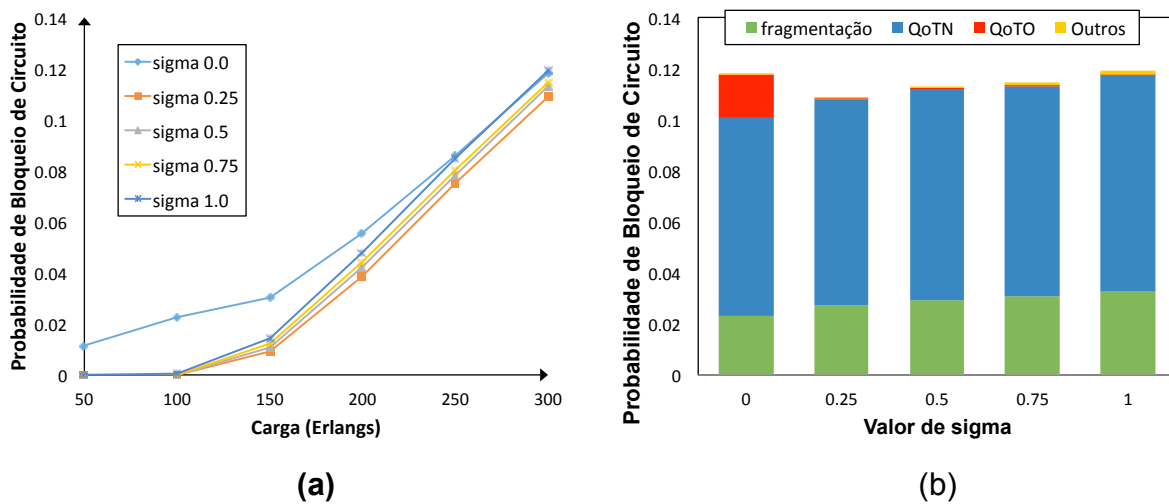 Probabilidade de Bloqueio de Circuito
0.14
0.12
0.1
0.08
0.06
0.04
0.02
0
sigma 0.0
sigma 0.25
sigma 0.5
sigma 0.75
sigma 1.0
50 100 150 200 250 300
Carga (Erlangs)
(a)
Probabilidade de Bloqueio de Circuito
0.14
0.12
0.1
0.08
0.06
0.04
0.02
0
fragmentação QoTN QoTO Outros
0 0.25 0.5 0.75 1
Valor de sigma
(b)